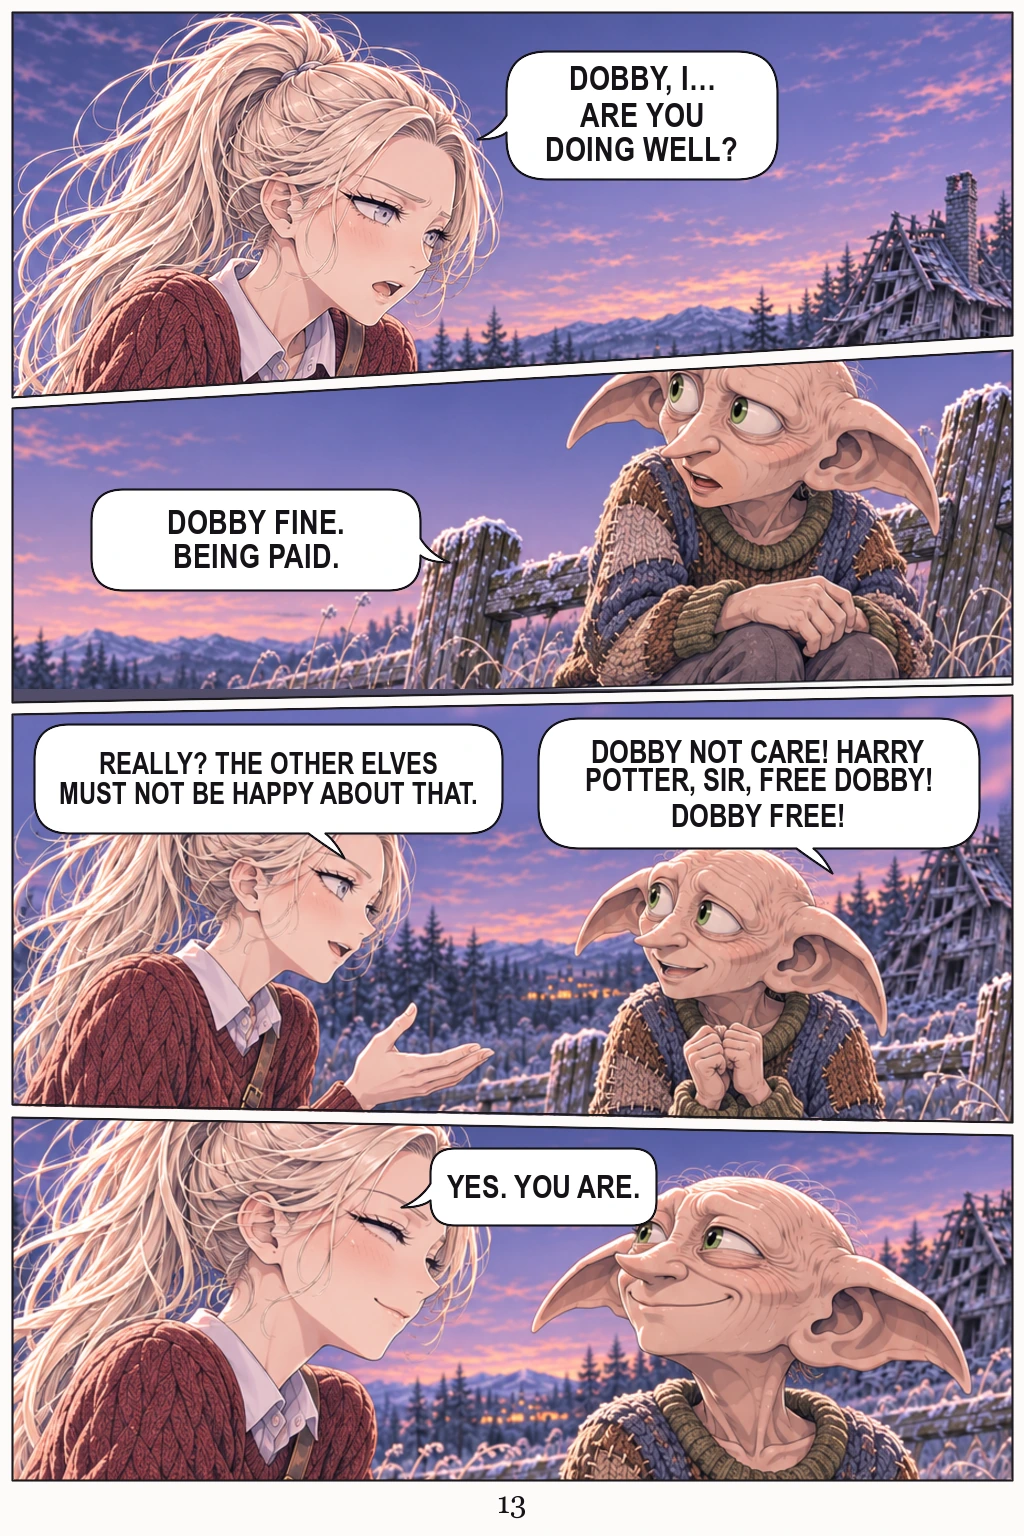 DOBBY, I...
ARE YOU
DOING WELL?
DOBBY FINE.
BEING PAID.
REALLY? THE OTHER ELVES
MUST NOT BE HAPPY ABOUT THAT.
DOBBY NOT CARE! HARRY
POTTER, SIR, FREE DOBBY!
DOBBY FREE!
YES. YOU ARE.
13